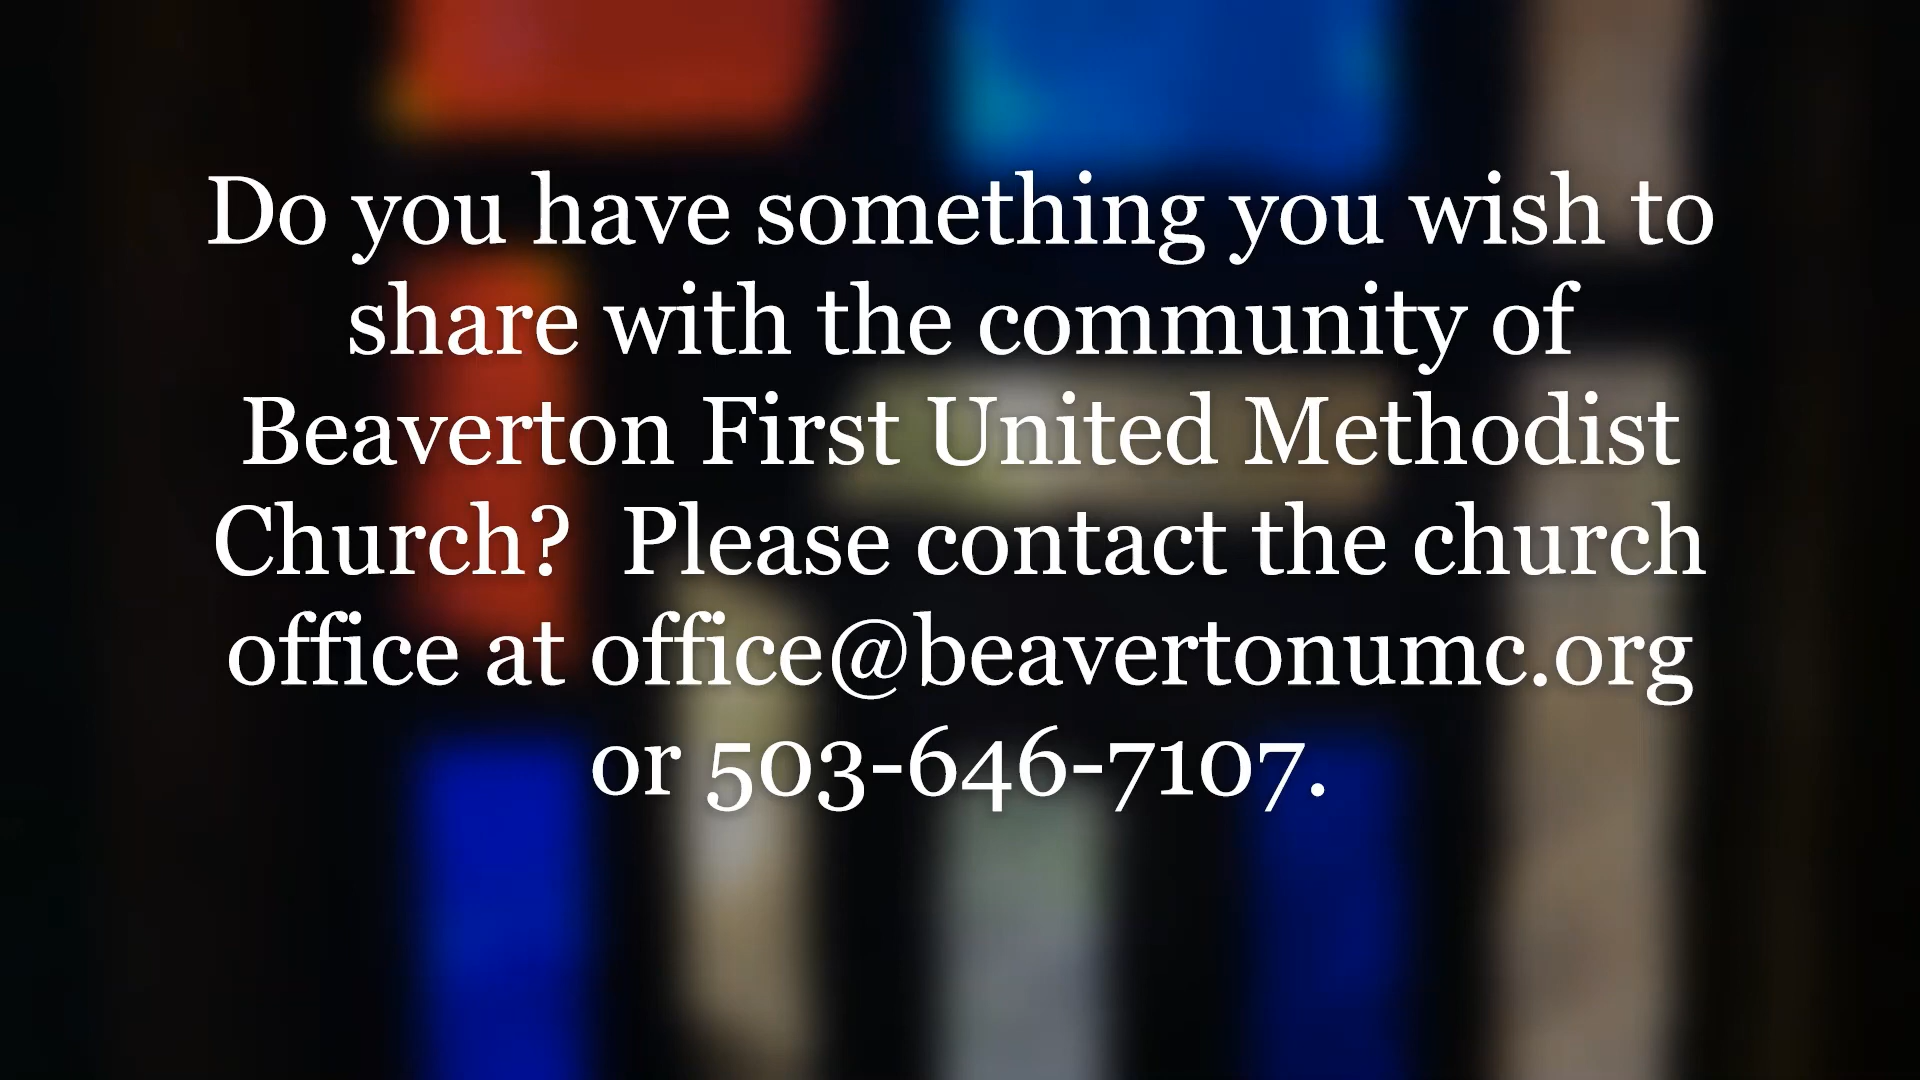 Do you have something you wish to
share with the community of
Beaverton First United Methodist
Church?  Please contact the church
office at office@beavertonumc.org
or 503-646-7107.